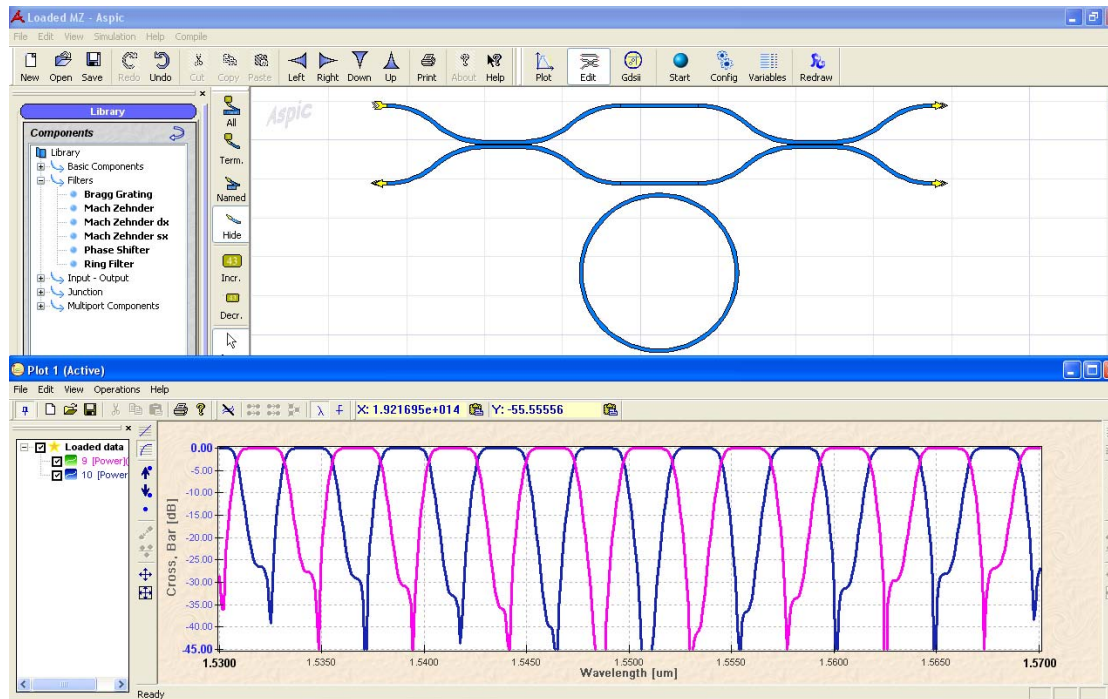 Loaded MZ - Aspic
File Edit View Simulation Help Compile
New Open Save Redo Undo Cut Copy Paste Left Right Down Up Print About Help Plot Edit Gdsii Start Config Variables Redraw
Library
Components
Library
Basic Components
Filters
Bragg Grating
Mach Zehnder
Mach Zehnder dx
Mach Zehnder sx
Phase Shifter
Ring Filter
Input - Output
Junction
Multiport Components
All
Term.
Named
Hide
43
Incr.
Decr.
Aspic
Plot 1 (Active)
File Edit View Operations Help
X: 1.921695e+014 Y: -55.55556
Loaded data
9 [Power](
10 [Power
Cross, Bar [dB]
0.00
-5.00
-10.00
-15.00
-20.00
-25.00
-30.00
-35.00
-40.00
-45.00
1.5300 1.5350 1.5400 1.5450 1.5500 1.5550 1.5600 1.5650 1.5700
Wavelength [um]
Ready